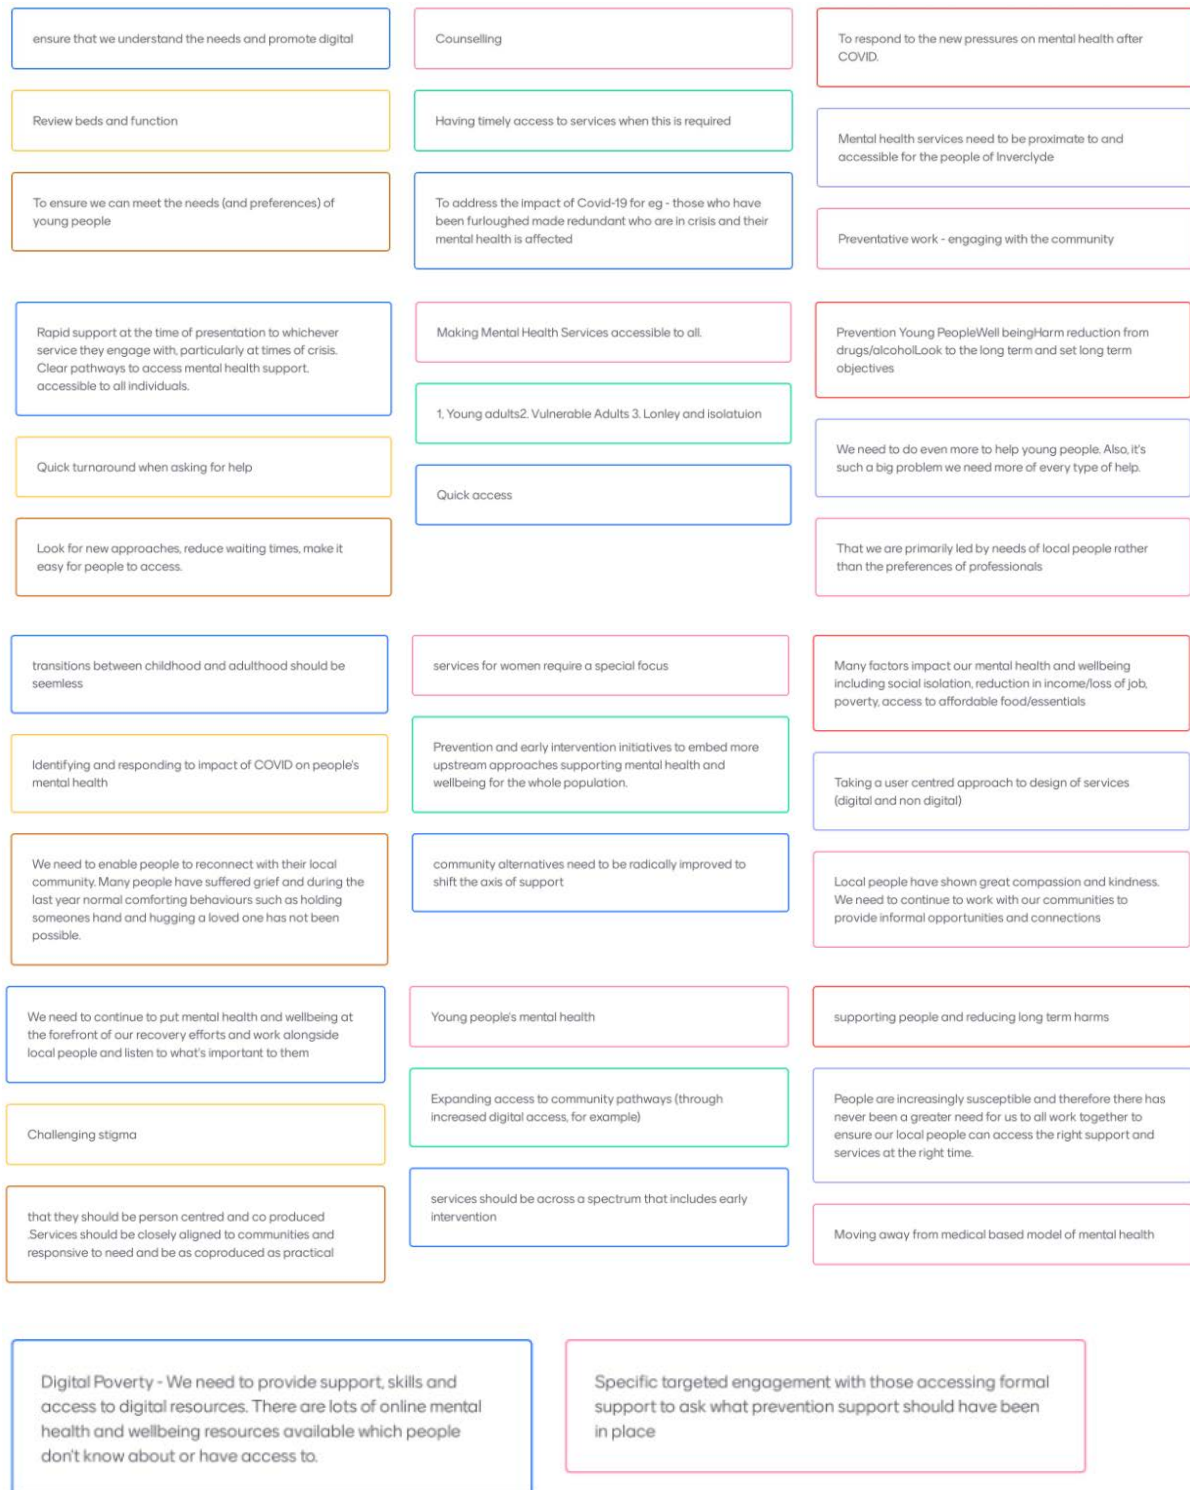 ensure that we understand the needs and promote digital
Review beds and function
To ensure we can meet the needs (and preferences) of
young people
Counselling
Having timely access to services when this is required
To address the impact of Covid-19 for eg - those who have
been furloughed made redundant who are in crisis and their
mental health is affected
To respond to the new pressures on mental health after
COVID.
Mental health services need to be proximate to and
accessible for the people of Inverclyde
Preventative work - engaging with the community
Rapid support at the time of presentation to whichever
service they engage with, particularly at times of crisis.
Clear pathways to access mental health support.
accessible to all individuals.
Quick turnaround when asking for help
Look for new approaches, reduce waiting times, make it
easy for people to access.
Making Mental Health Services accessible to all.
1. Young adults2. Vulnerable Adults 3. Lonley and isolatuion
Quick access
Prevention Young PeopleWell beingHarm reduction from
drugs/alcoholLook to the long term and set long term
objectives
We need to do even more to help young people. Also, it's
such a big problem we need more of every type of help.
That we are primarily led by needs of local people rather
than the preferences of professionals
transitions between childhood and adulthood should be
seemless
Identifying and responding to impact of COVID on people's
mental health
We need to enable people to reconnect with their local
community. Many people have suffered grief and during the
last year normal comforting behaviours such as holding
someones hand and hugging a loved one has not been
possible.
services for women require a special focus
Prevention and early intervention initiatives to embed more
upstream approaches supporting mental health and
wellbeing for the whole population.
community alternatives need to be radically improved to
shift the axis of support
Many factors impact our mental health and wellbeing
including social isolation, reduction in income/loss of job,
poverty, access to affordable food/essentials
Taking a user centred approach to design of services
(digital and non digital)
Local people have shown great compassion and kindness.
We need to continue to work with our communities to
provide informal opportunities and connections
We need to continue to put mental health and wellbeing at
the forefront of our recovery efforts and work alongside
local people and listen to what's important to them
Challenging stigma
that they should be person centred and co produced
.Services should be closely aligned to communities and
responsive to need and be as coproduced as practical
Young people's mental health
Expanding access to community pathways (through
increased digital access, for example)
services should be across a spectrum that includes early
intervention
supporting people and reducing long term harms
People are increasingly susceptible and therefore there has
never been a greater need for us to all work together to
ensure our local people can access the right support and
services at the right time.
Moving away from medical based model of mental health
Digital Poverty - We need to provide support, skills and
access to digital resources. There are lots of online mental
health and wellbeing resources available which people
don't know about or have access to.
Specific targeted engagement with those accessing formal
support to ask what prevention support should have been
in place